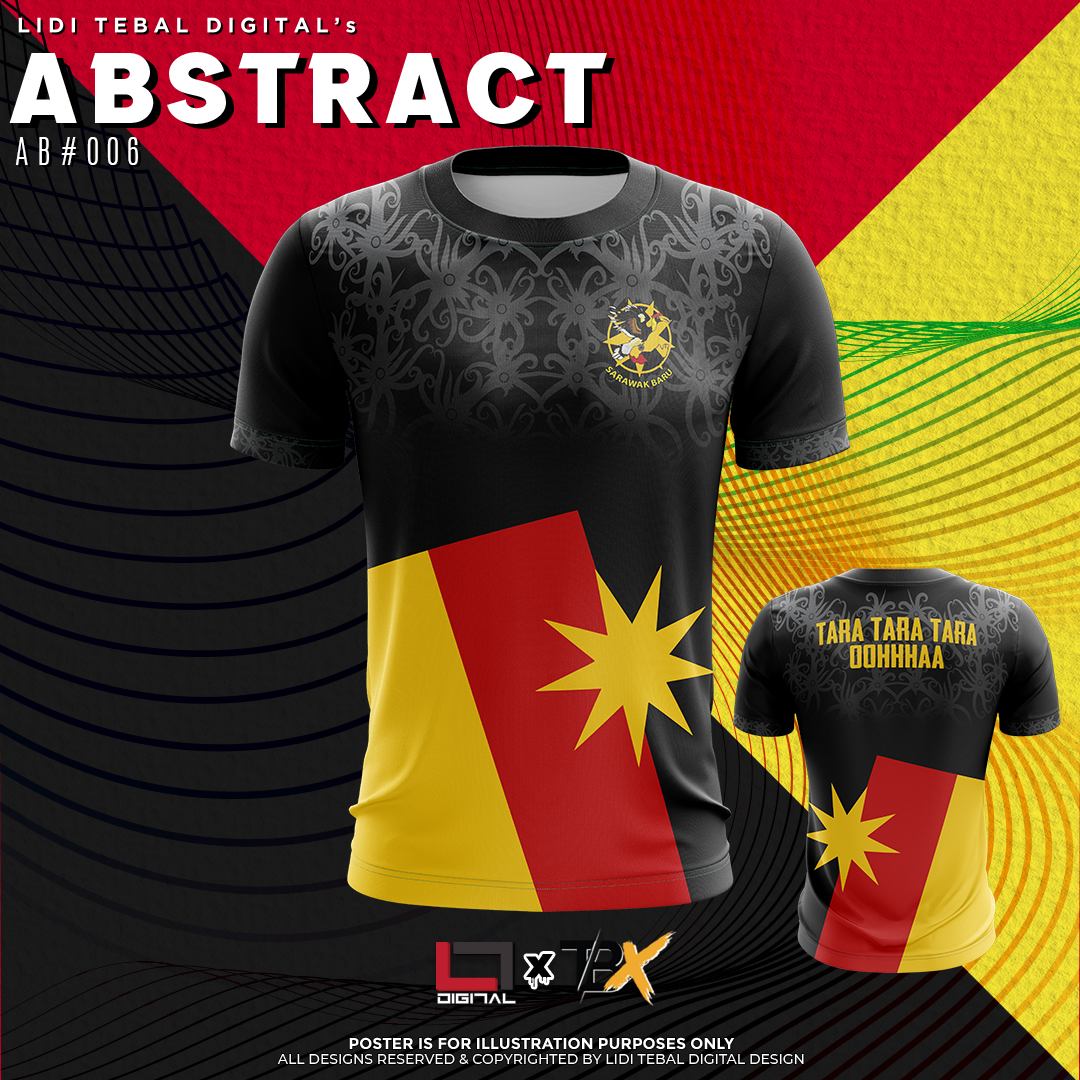 LIDI TEBAL DIGITAL's
ABSTRACT
AB#006
SARAWAK BARU
TARA TARA TARA
OOHHHAA
DIGITAL
X
TBX
POSTER IS FOR ILLUSTRATION PURPOSES ONLY
ALL DESIGNS RESERVED & COPYRIGHTED BY LIDI TEBAL DIGITAL DESIGN